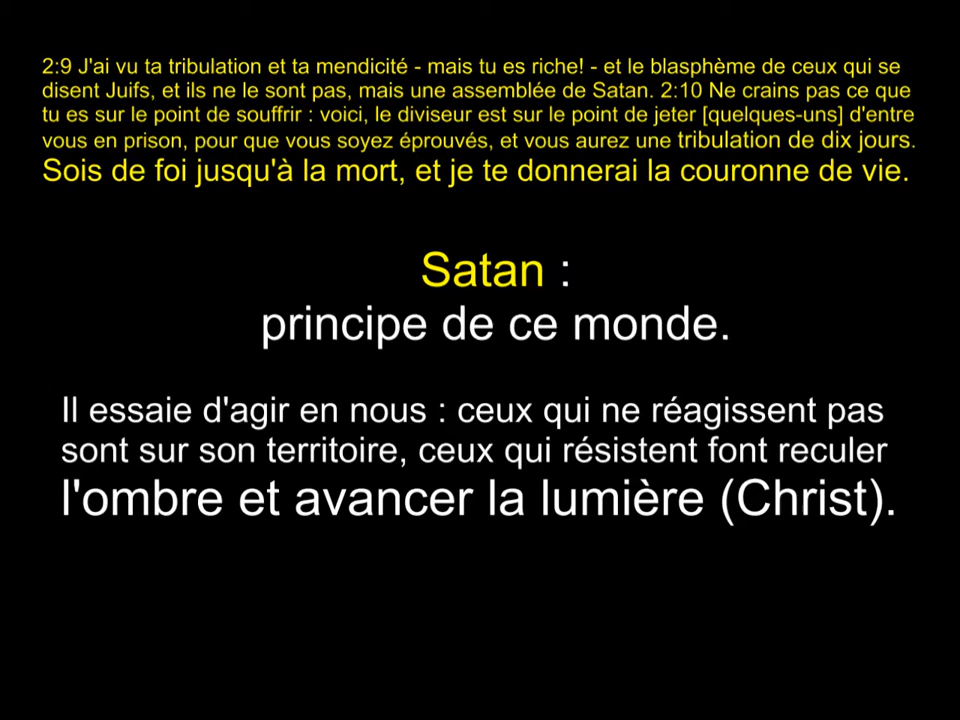 2:9 J'ai vu ta tribulation et ta mendicité - mais tu es riche! - et le blasphème de ceux qui se
disent Juifs, et ils ne le sont pas, mais une assemblée de Satan. 2:10 Ne crains pas ce que
tu es sur le point de souffrir : voici, le diviseur est sur le point de jeter [quelques-uns] d'entre
vous en prison, pour que vous soyez éprouvés, et vous aurez une tribulation de dix jours.
Sois de foi jusqu'à la mort, et je te donnerai la couronne de vie.
Satan :
principe de ce monde.
Il essaie d'agir en nous : ceux qui ne réagissent pas
sont sur son territoire, ceux qui résistent font reculer
l'ombre et avancer la lumière (Christ).